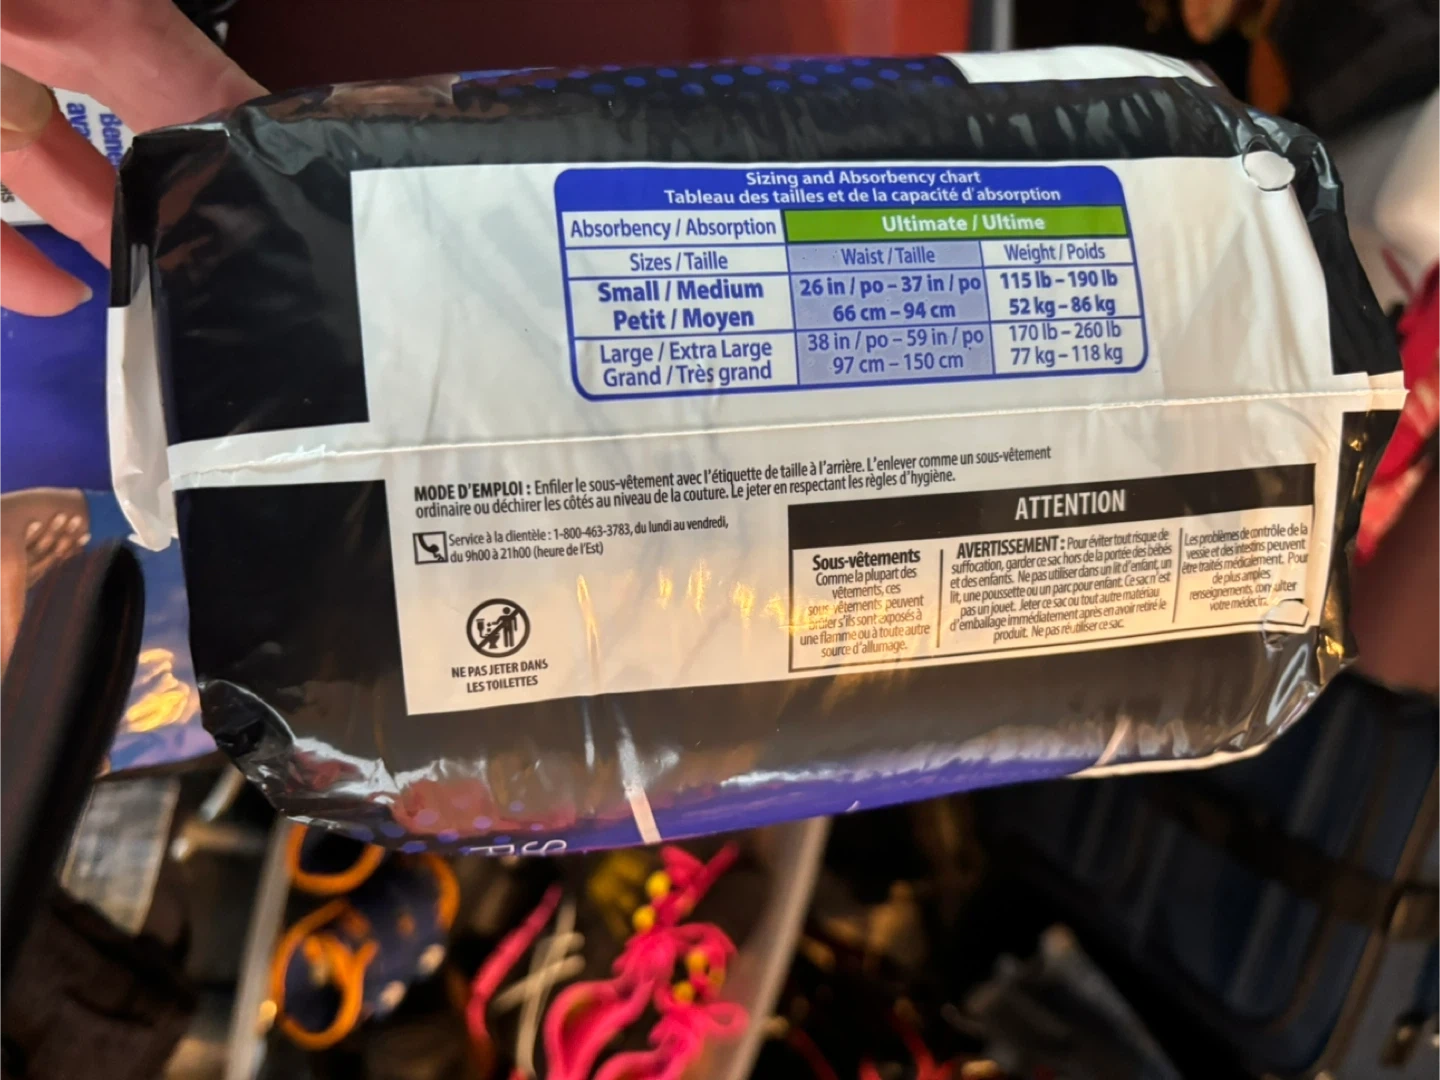 Sizing and Absorbency chart
Tableau des tailles et de la capacité d'absorption
Absorbency / Absorption Ultimate / Ultime
Sizes / Taille Waist / Taille Weight / Poids
Small / Medium 26 in / po – 37 in / po 115 lb – 190 lb
Petit / Moyen 66 cm – 94 cm 52 kg – 86 kg
Large / Extra Large 38 in / po – 59 in / po 170 lb – 260 lb
Grand / Très grand 97 cm – 150 cm 77 kg – 118 kg
MODE D'EMPLOI : Enfiler le sous-vêtement avec l'étiquette de taille à l'arrière. L'enlever comme un sous-vêtement
ordinaire ou déchirer les côtés au niveau de la couture. Le jeter en respectant les règles d'hygiène.
Service à la clientèle : 1-800-463-3783, du lundi au vendredi,
du 9h00 à 21h00 (heure de l'Est)
NE PAS JETER DANS
LES TOILETTES
ATTENTION
Sous-vêtements
Comme la plupart des
vêtements, ces
sous-vêtements peuvent
brûler s'ils sont exposés à
une flamme ou à toute autre
source d'allumage.
AVERTISSEMENT : Pour éviter tout risque de
suffocation, garder ce sac hors de la portée des bébés
et des enfants. Ne pas utiliser dans un lit d'enfant, un
lit, une poussette ou un parc pour enfant. Ce sac n'est
pas un jouet. Jeter ce sac ou tout autre matériau
d'emballage immédiatement après en avoir retiré le
produit. Ne pas réutiliser ce sac.
Les problèmes de contrôle de la
vessie et des intestins peuvent
être traités médicalement. Pour
de plus amples
renseignements, consulter
votre médecin.